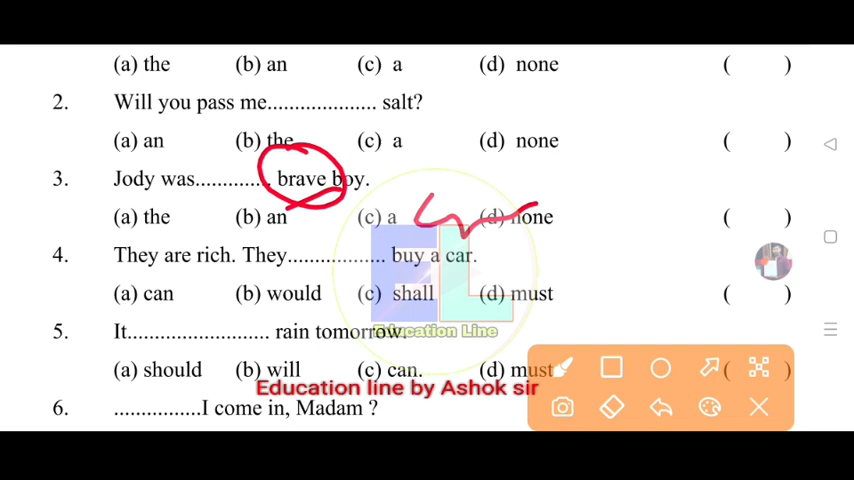 (a) the (b) an (c) a (d) none ( )
2. Will you pass me.................... salt?
(a) an (b) the (c) a (d) none ( )
3. Jody was.............. brave boy.
(a) the (b) an (c) a (d) none ( )
4. They are rich. They.................. buy a car.
(a) can (b) would (c) shall (d) must ( )
5. It......................... rain tomorrow.
Education Line
(a) should (b) will (c) can. (d) must ( )
Education line by Ashok sir
6. ................I come in, Madam ?
EL